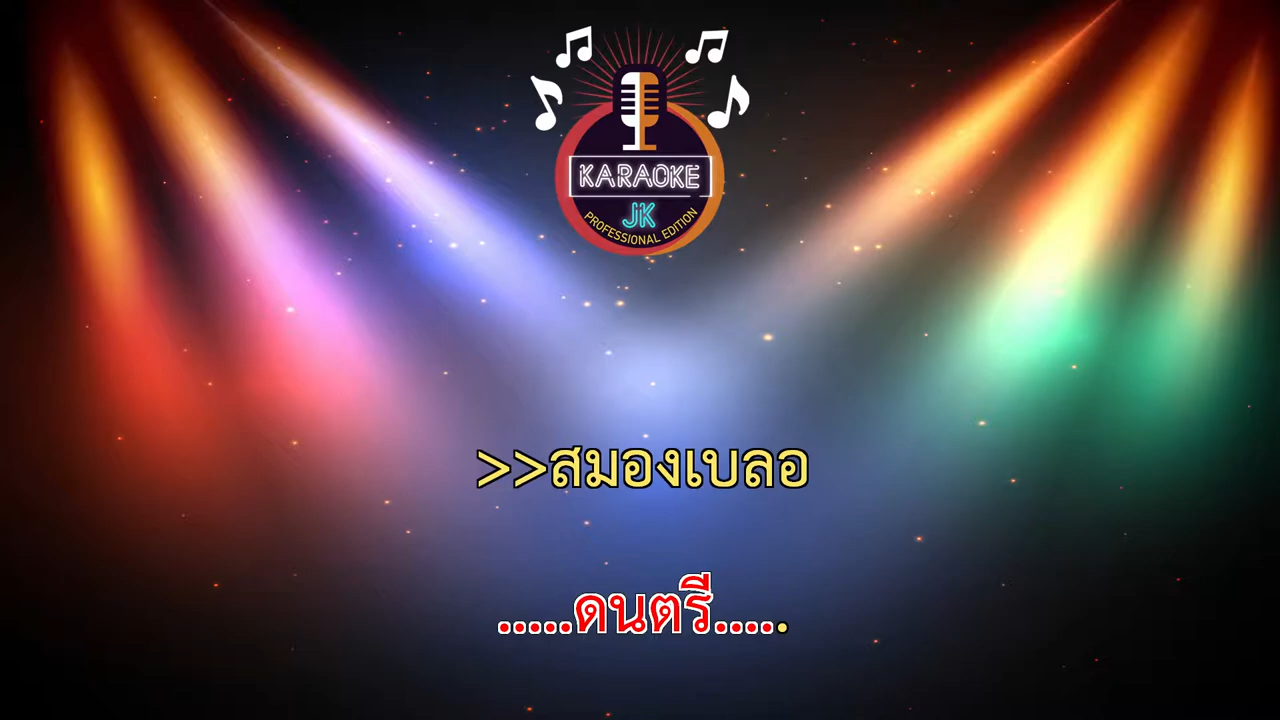 KARAOKE
JK
PROFESSIONAL EDITION
>>สมองเบลอ
.....ดนตรี.....